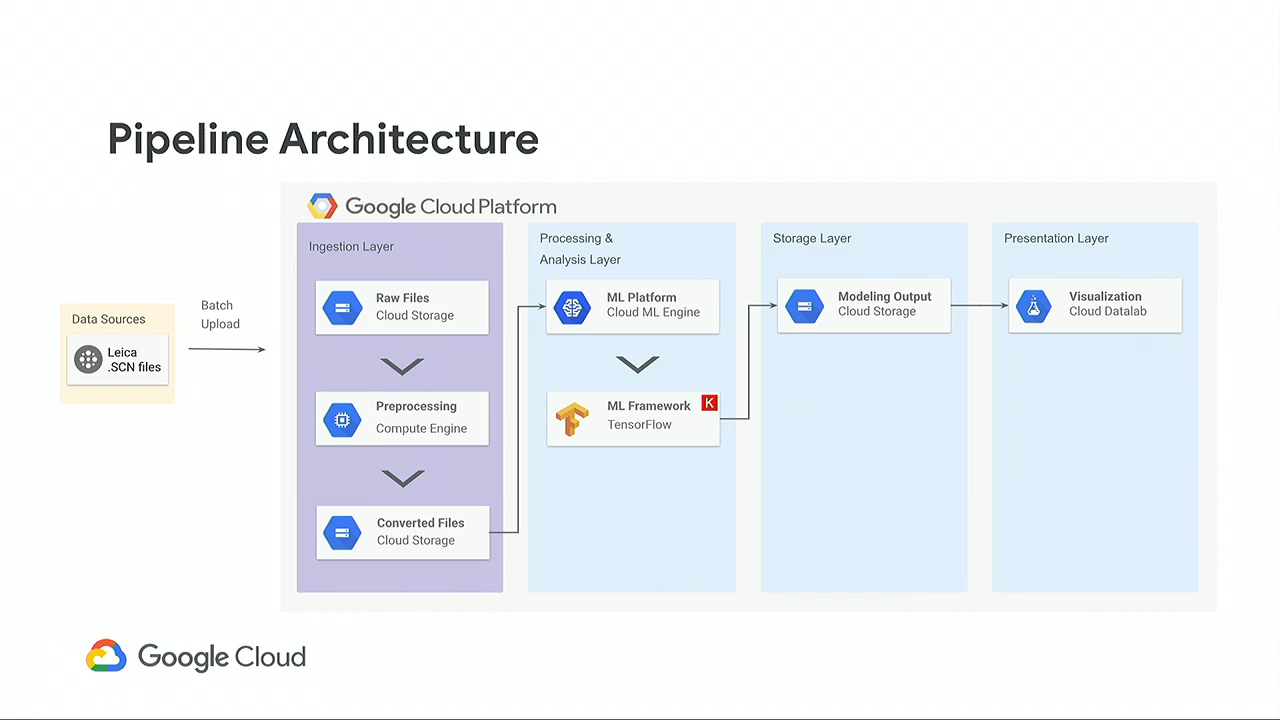 Pipeline Architecture
Google Cloud Platform
Ingestion Layer
Raw Files
Cloud Storage
Preprocessing
Compute Engine
Converted Files
Cloud Storage
Processing &
Analysis Layer
ML Platform
Cloud ML Engine
ML Framework
K
TensorFlow
Storage Layer
Modeling Output
Cloud Storage
Presentation Layer
Visualization
Cloud Datalab
Data Sources
Leica
.SCN files
Batch
Upload
Google Cloud